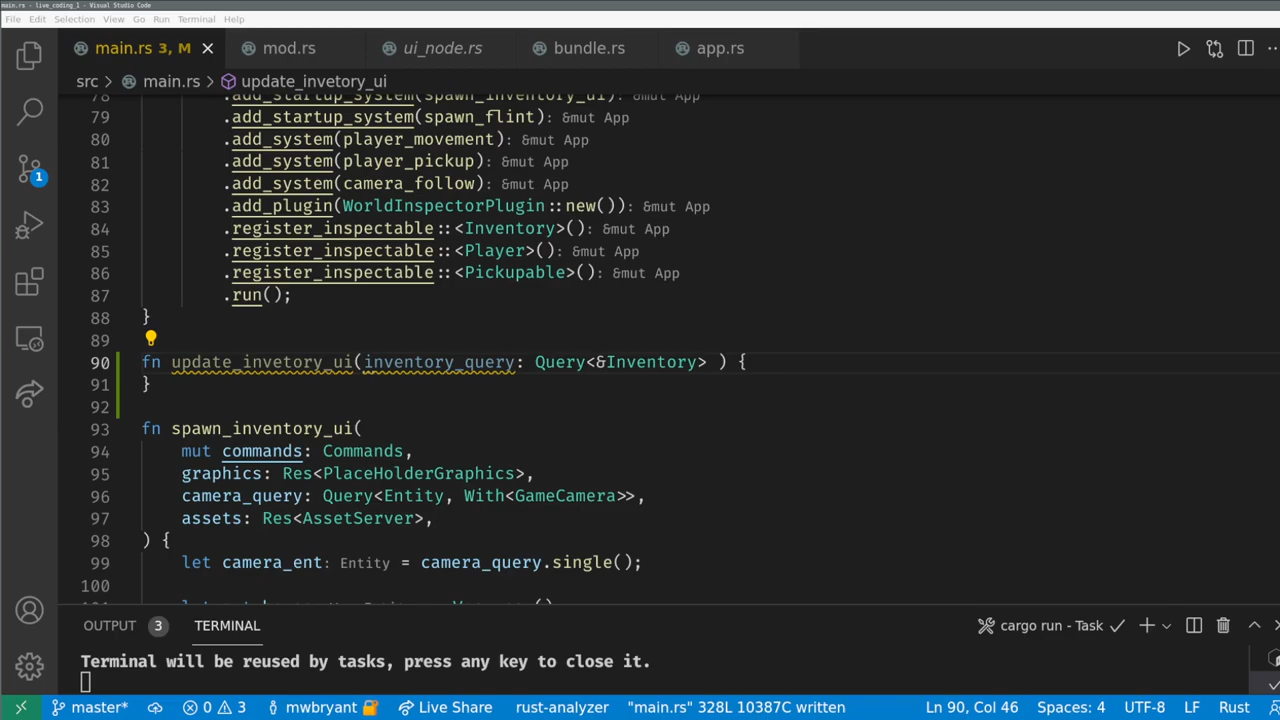 main.rs - live_coding_1 - Visual Studio Code
File Edit Selection View Go Run Terminal Help
main.rs 3, M mod.rs ui_node.rs bundle.rs app.rs
src > main.rs > update_invetory_ui
78 .add_startup_system(spawn_inventory_ui): &mut App
79 .add_startup_system(spawn_flint): &mut App
80 .add_system(player_movement): &mut App
81 .add_system(player_pickup): &mut App
82 .add_system(camera_follow): &mut App
83 .add_plugin(WorldInspectorPlugin::new()): &mut App
84 .register_inspectable::<Inventory>(): &mut App
85 .register_inspectable::<Player>(): &mut App
86 .register_inspectable::<Pickupable>(): &mut App
87 .run();
88 }
89
90 fn update_invetory_ui(inventory_query: Query<&Inventory> ) {
91 }
92
93 fn spawn_inventory_ui(
94 mut commands: Commands,
95 graphics: Res<PlaceHolderGraphics>,
96 camera_query: Query<Entity, With<GameCamera>>,
97 assets: Res<AssetServer>,
98 ) {
99 let camera_ent: Entity = camera_query.single();
100
1
OUTPUT 3 TERMINAL cargo run - Task
Terminal will be reused by tasks, press any key to close it.
master* 0 3 mwbryant Live Share rust-analyzer "main.rs" 328L 10387C written Ln 90, Col 46 Spaces: 4 UTF-8 LF Rust